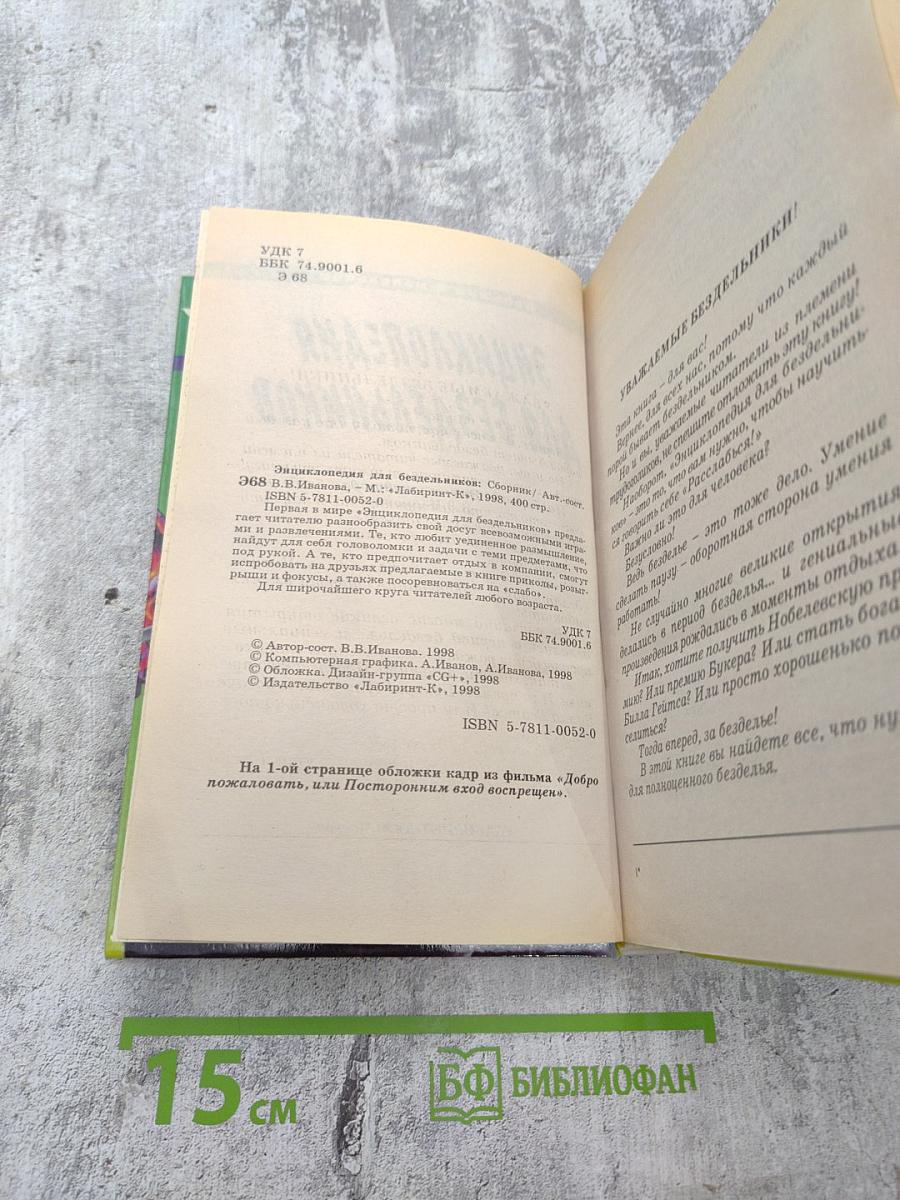 УДК 7
ББК 74.9001.6
Э 68
Энциклопедия для бездельников: Сборник/ Авт.-сост.
Э68 В.В.Иванова, – М.: «Лабиринт-К», 1998, 400 стр.
ISBN 5-7811-0052-0
Первая в мире «Энциклопедия для бездельников» предла-
гает читателю разнообразить свой досуг всевозможными игра-
ми и развлечениями. Те, кто любит уединенное размышление,
найдут для себя головоломки и задачи с теми предметами, что
под рукой. А те, кто предпочитает отдых в компании, смогут
испробовать на друзьях предлагаемые в книге приколы, розыг-
рыши и фокусы, а также посоревноваться на «слабо».
Для широчайшего круга читателей любого возраста.
УДК 7
ББК 74.9001.6
© Автор-сост. В.В.Иванова. 1998
© Компьютерная графика. А.Иванов, А.Иванова, 1998
© Обложка. Дизайн-группа «CG+», 1998
© Издательство «Лабиринт-К», 1998
ISBN 5-7811-0052-0
На 1-ой странице обложки кадр из фильма «Добро
пожаловать, или Посторонним вход воспрещен».
УВАЖАЕМЫЕ БЕЗДЕЛЬНИКИ!
Эта книга – для вас!
Вернее, для всех нас, потому что каждый
порой бывает бездельником.
Но и вы, уважаемые читатели из племени
трудоголиков, не спешите отложить эту книгу!
Наоборот, «Энциклопедия для бездельни-
ков» – это то, что вам нужно, чтобы научить-
ся говорить себе «Расслабься!»
Важно ли это для человека?
Безусловно!
Ведь безделье – это тоже дело. Умение
сделать паузу – оборотная сторона умения
работать!
Не случайно многие великие открытия
делались в период безделья... и гениальные
произведения рождались в моменты отдыха
Итак, хотите получить Нобелевскую пре
мию? Или премию Букера? Или стать бога
Билла Гейтса? Или просто хорошенько по
селиться?
Тогда вперед, за безделье!
В этой книге вы найдете все, что ну
для полноценного безделья.
1*
15 см
БФ БИБЛИОФАН